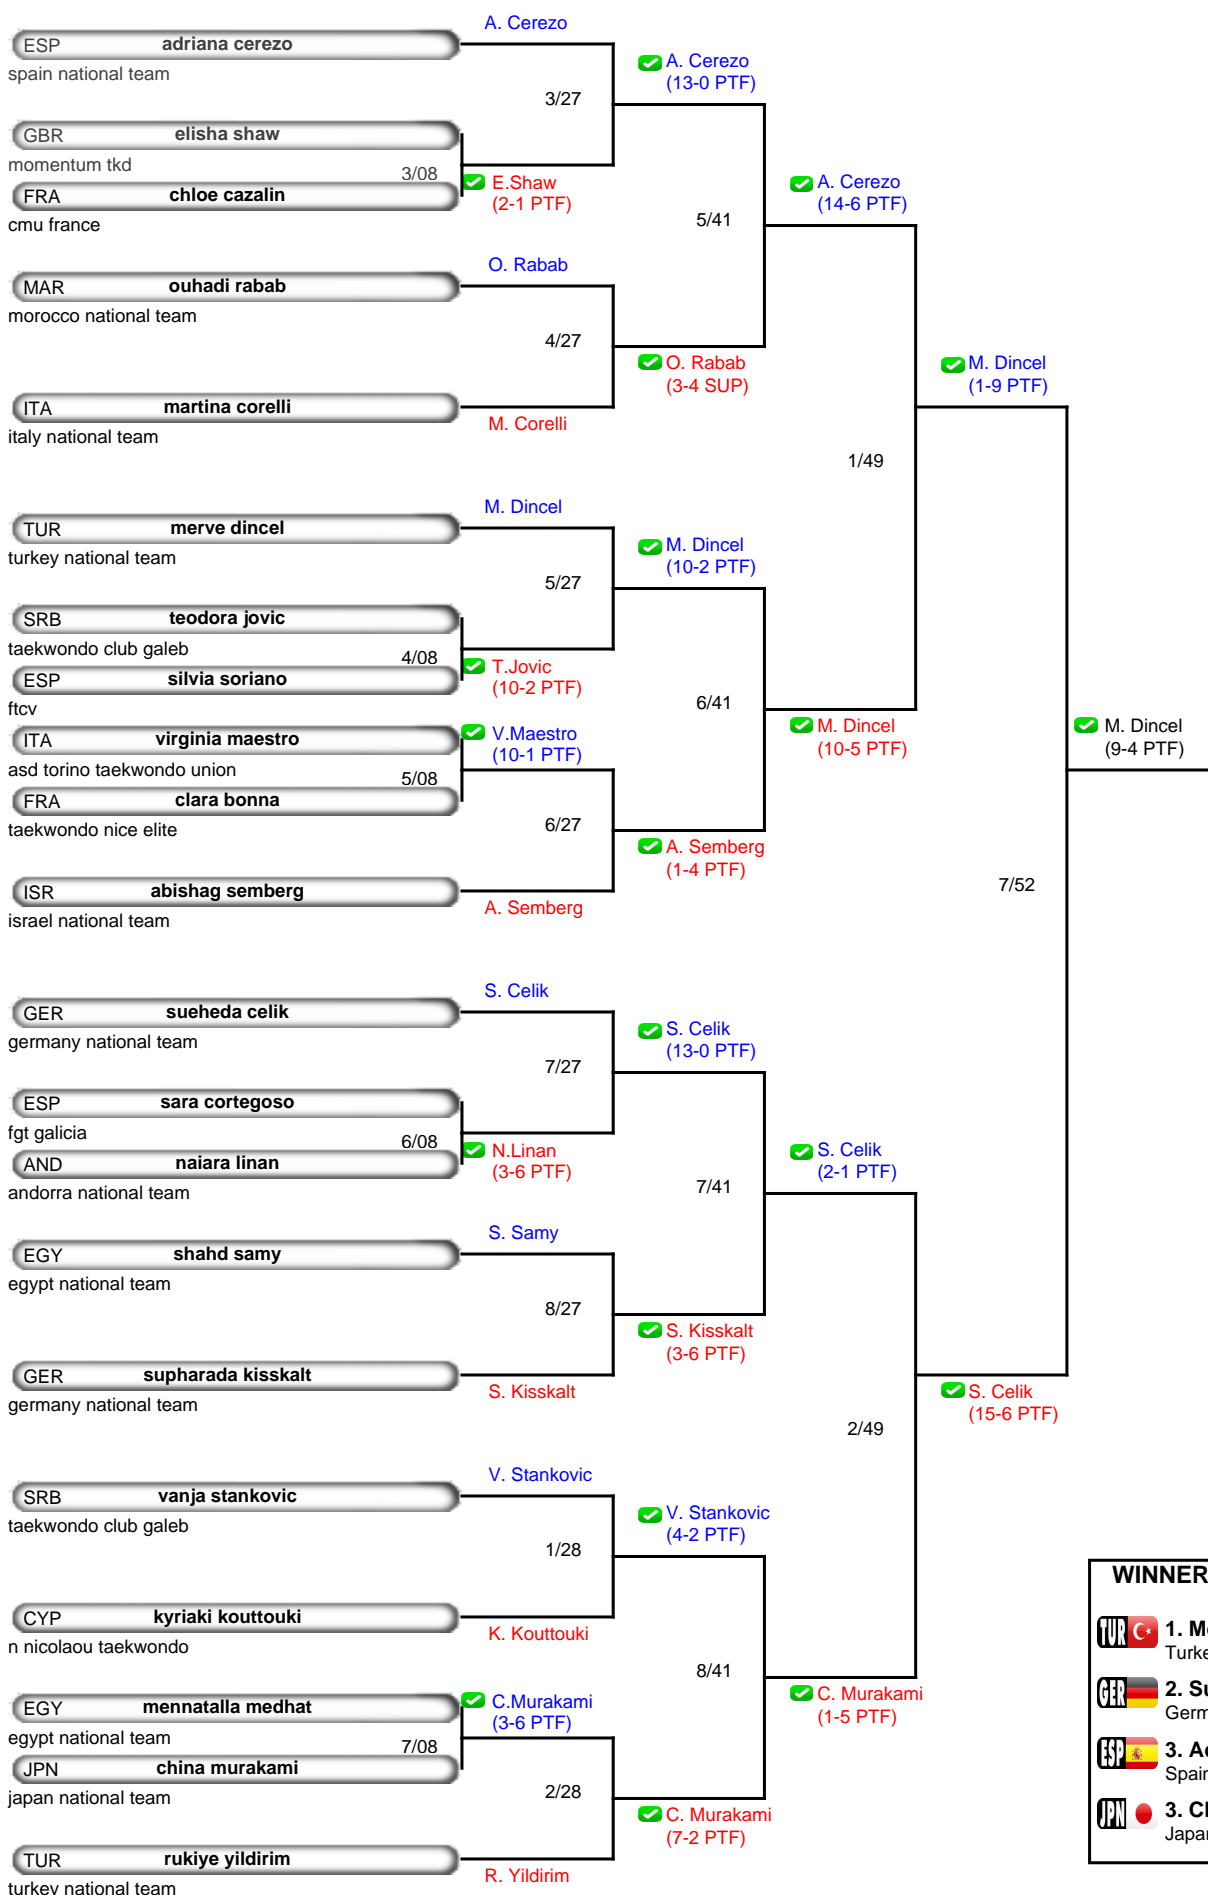 A. Cerezo
ESP adriana cerezo
spain national team
A. Cerezo
(13-0 PTF)
3/27
GBR elisha shaw
momentum tkd
3/08
FRA chloe cazalin
cmu france
E.Shaw
(2-1 PTF)
A. Cerezo
(14-6 PTF)
5/41
O. Rabab
MAR ouhadi rabab
morocco national team
4/27
O. Rabab
(3-4 SUP)
M. Dincel
(1-9 PTF)
ITA martina corelli
italy national team
M. Corelli
1/49
M. Dincel
TUR merve dincel
turkey national team
M. Dincel
(10-2 PTF)
5/27
SRB teodora jovic
taekwondo club galeb
4/08
ESP silvia soriano
ftcv
T.Jovic
(10-2 PTF)
6/41
ITA virginia maestro
asd torino taekwondo union
V.Maestro
(10-1 PTF)
M. Dincel
(10-5 PTF)
M. Dincel
(9-4 PTF)
5/08
FRA clara bonna
taekwondo nice elite
6/27
A. Semberg
(1-4 PTF)
ISR abishag semberg
israel national team
A. Semberg
7/52
S. Celik
GER sueheda celik
germany national team
S. Celik
(13-0 PTF)
7/27
ESP sara cortegoso
fgt galicia
6/08
AND naiara linan
andorra national team
N.Linan
(3-6 PTF)
S. Celik
(2-1 PTF)
7/41
S. Samy
EGY shahd samy
egypt national team
8/27
S. Kisskalt
(3-6 PTF)
GER supharada kisskalt
germany national team
S. Kisskalt
S. Celik
(15-6 PTF)
2/49
V. Stankovic
SRB vanja stankovic
taekwondo club galeb
V. Stankovic
(4-2 PTF)
1/28
CYP kyriaki kouttouki
n nicolaou taekwondo
K. Kouttouki
8/41
EGY mennatalla medhat
egypt national team
C.Murakami
(3-6 PTF)
C. Murakami
(1-5 PTF)
7/08
JPN china murakami
japan national team
2/28
C. Murakami
(7-2 PTF)
TUR rukiye yildirim
turkey national team
R. Yildirim
WINNER
TUR 1. Me
Turke
GER 2. Su
Germ
ESP 3. Ad
Spain
JPN 3. Ch
Japan